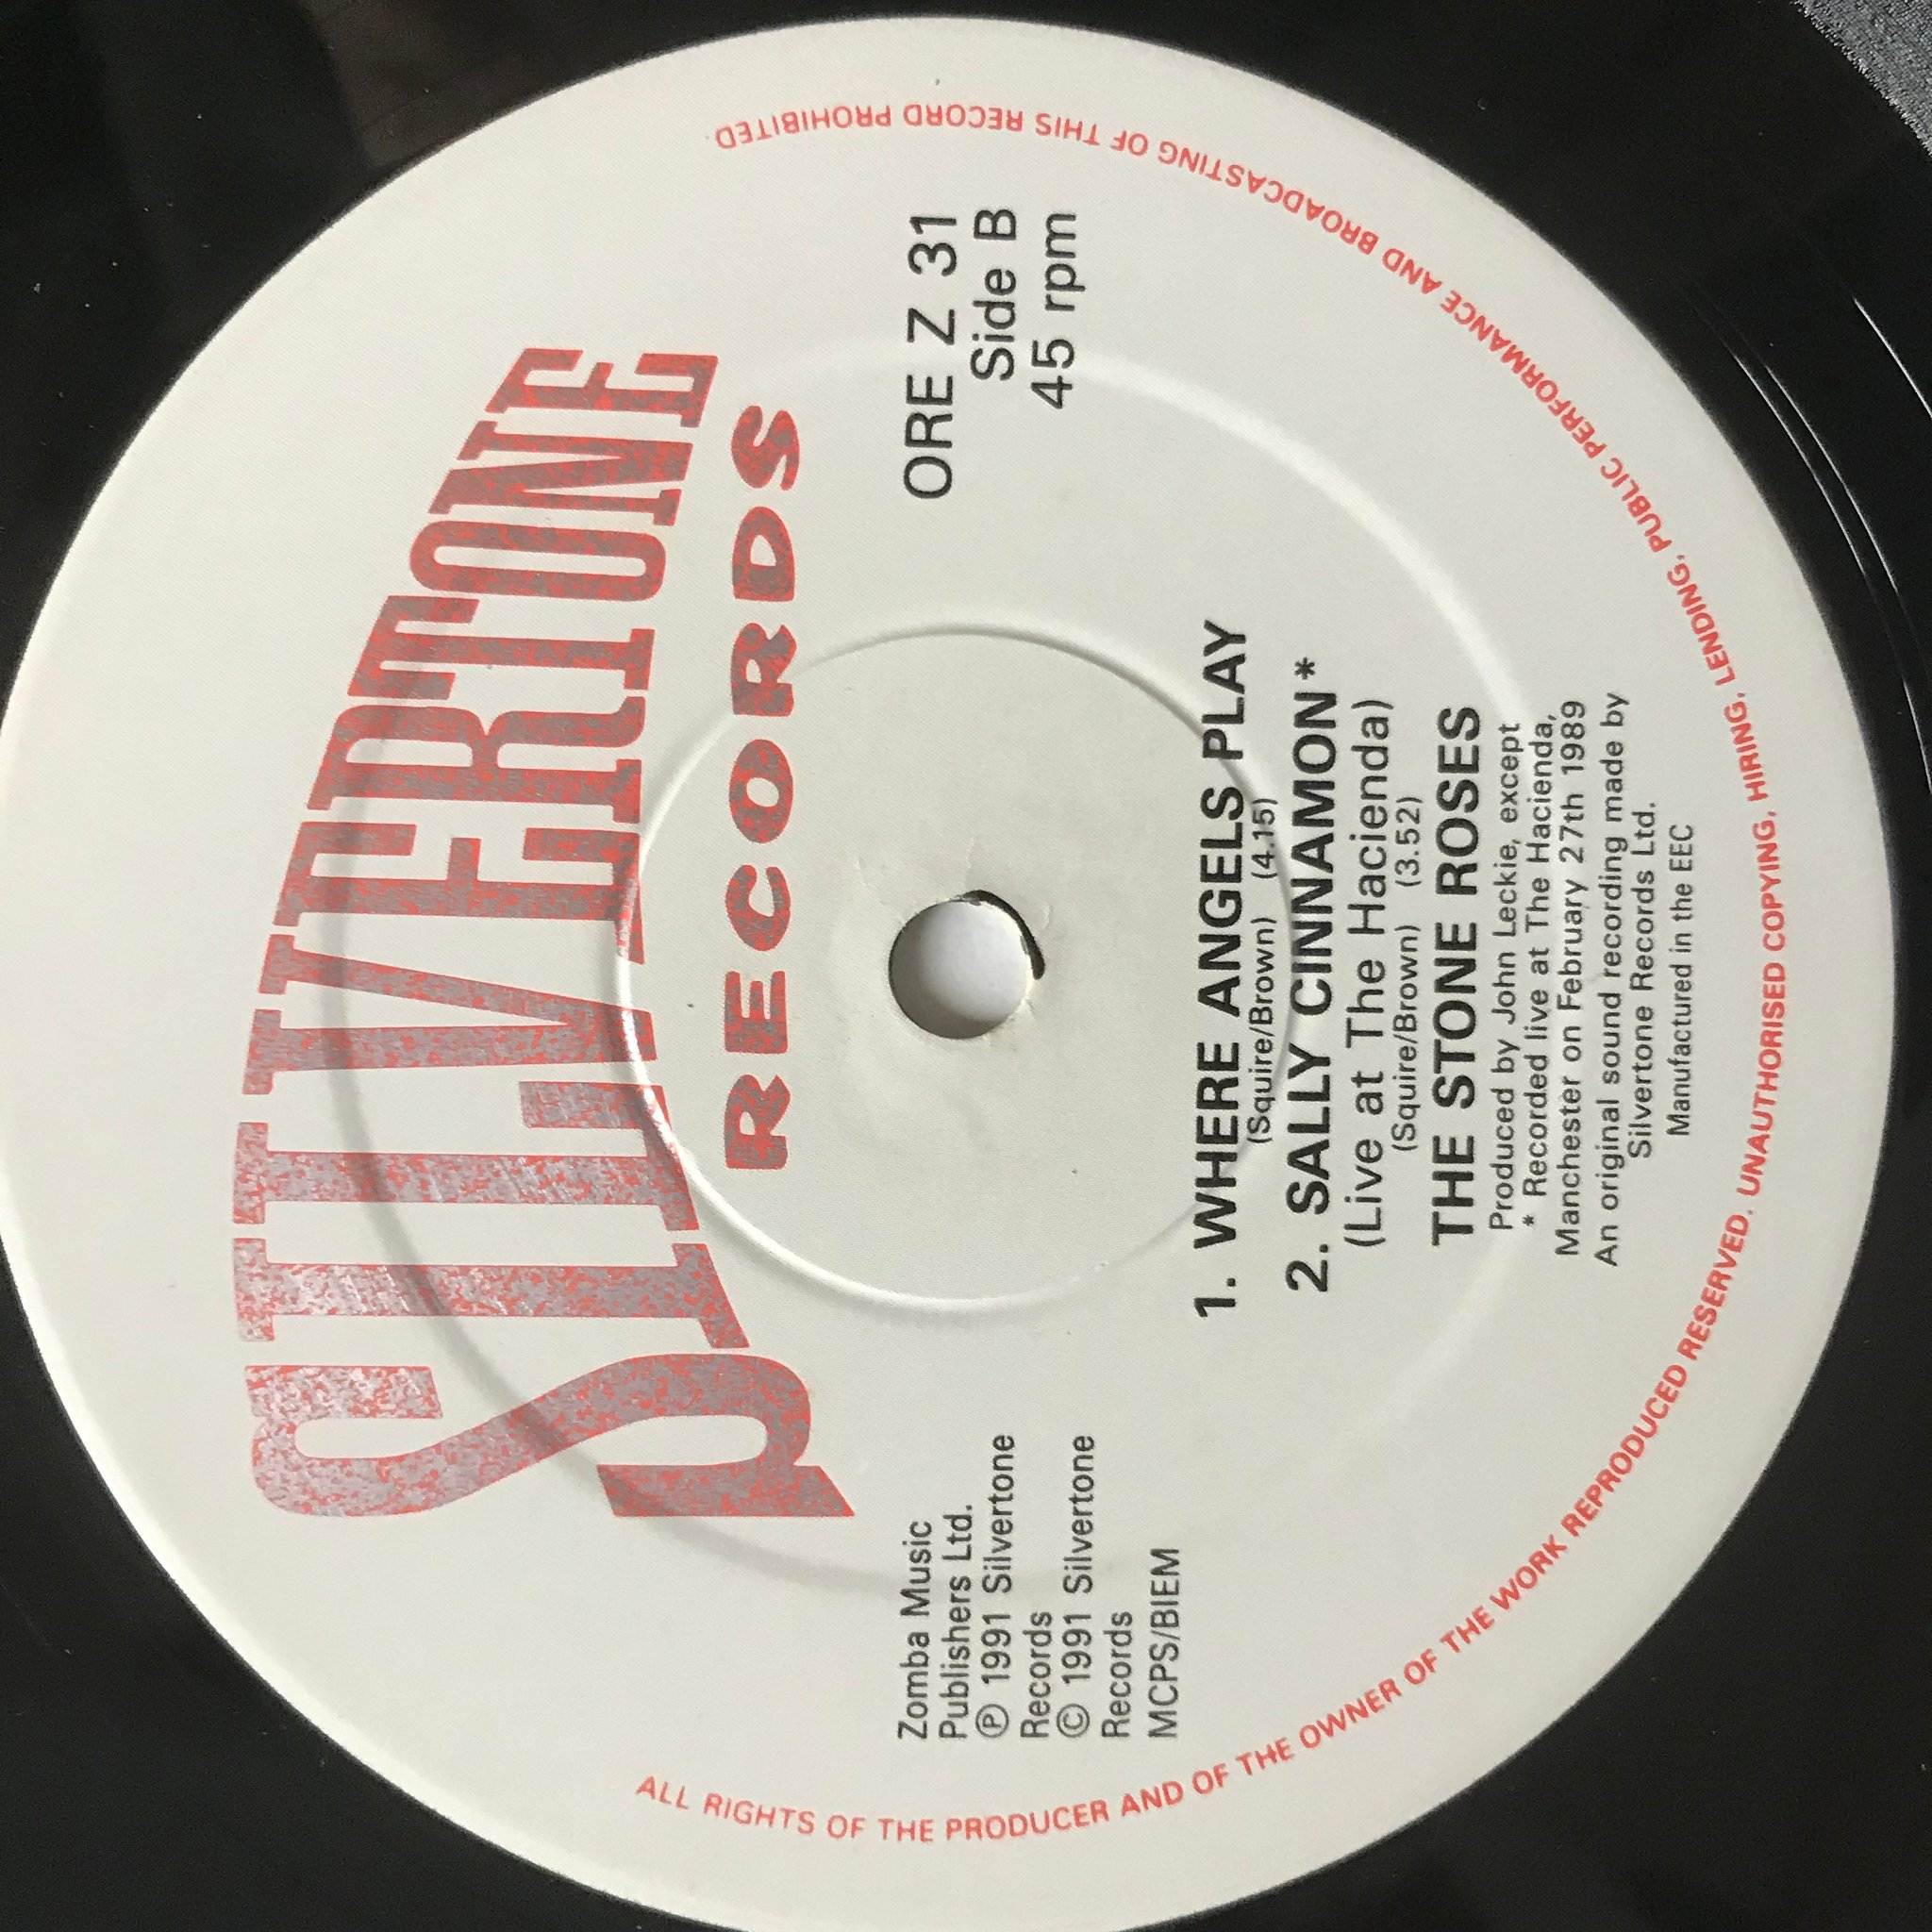 SILVERTONE
RECORDS
ORE Z 31
Side B
45 rpm
Zomba Music
Publishers Ltd.
℗ 1991 Silvertone
Records
© 1991 Silvertone
Records
MCPS/BIEM
1. WHERE ANGELS PLAY
(Squire/Brown) (4.15)
2. SALLY CINNAMON*
(Live at The Hacienda)
(Squire/Brown) (3.52)
THE STONE ROSES
Produced by John Leckie, except
* Recorded live at The Hacienda,
Manchester on February 27th 1989
An original sound recording made by
Silvertone Records Ltd.
Manufactured in the EEC
ALL RIGHTS OF THE PRODUCER AND OF THE OWNER OF THE WORK REPRODUCED RESERVED. UNAUTHORISED COPYING, HIRING, LENDING, PUBLIC PERFORMANCE AND BROADCASTING OF THIS RECORD PROHIBITED.